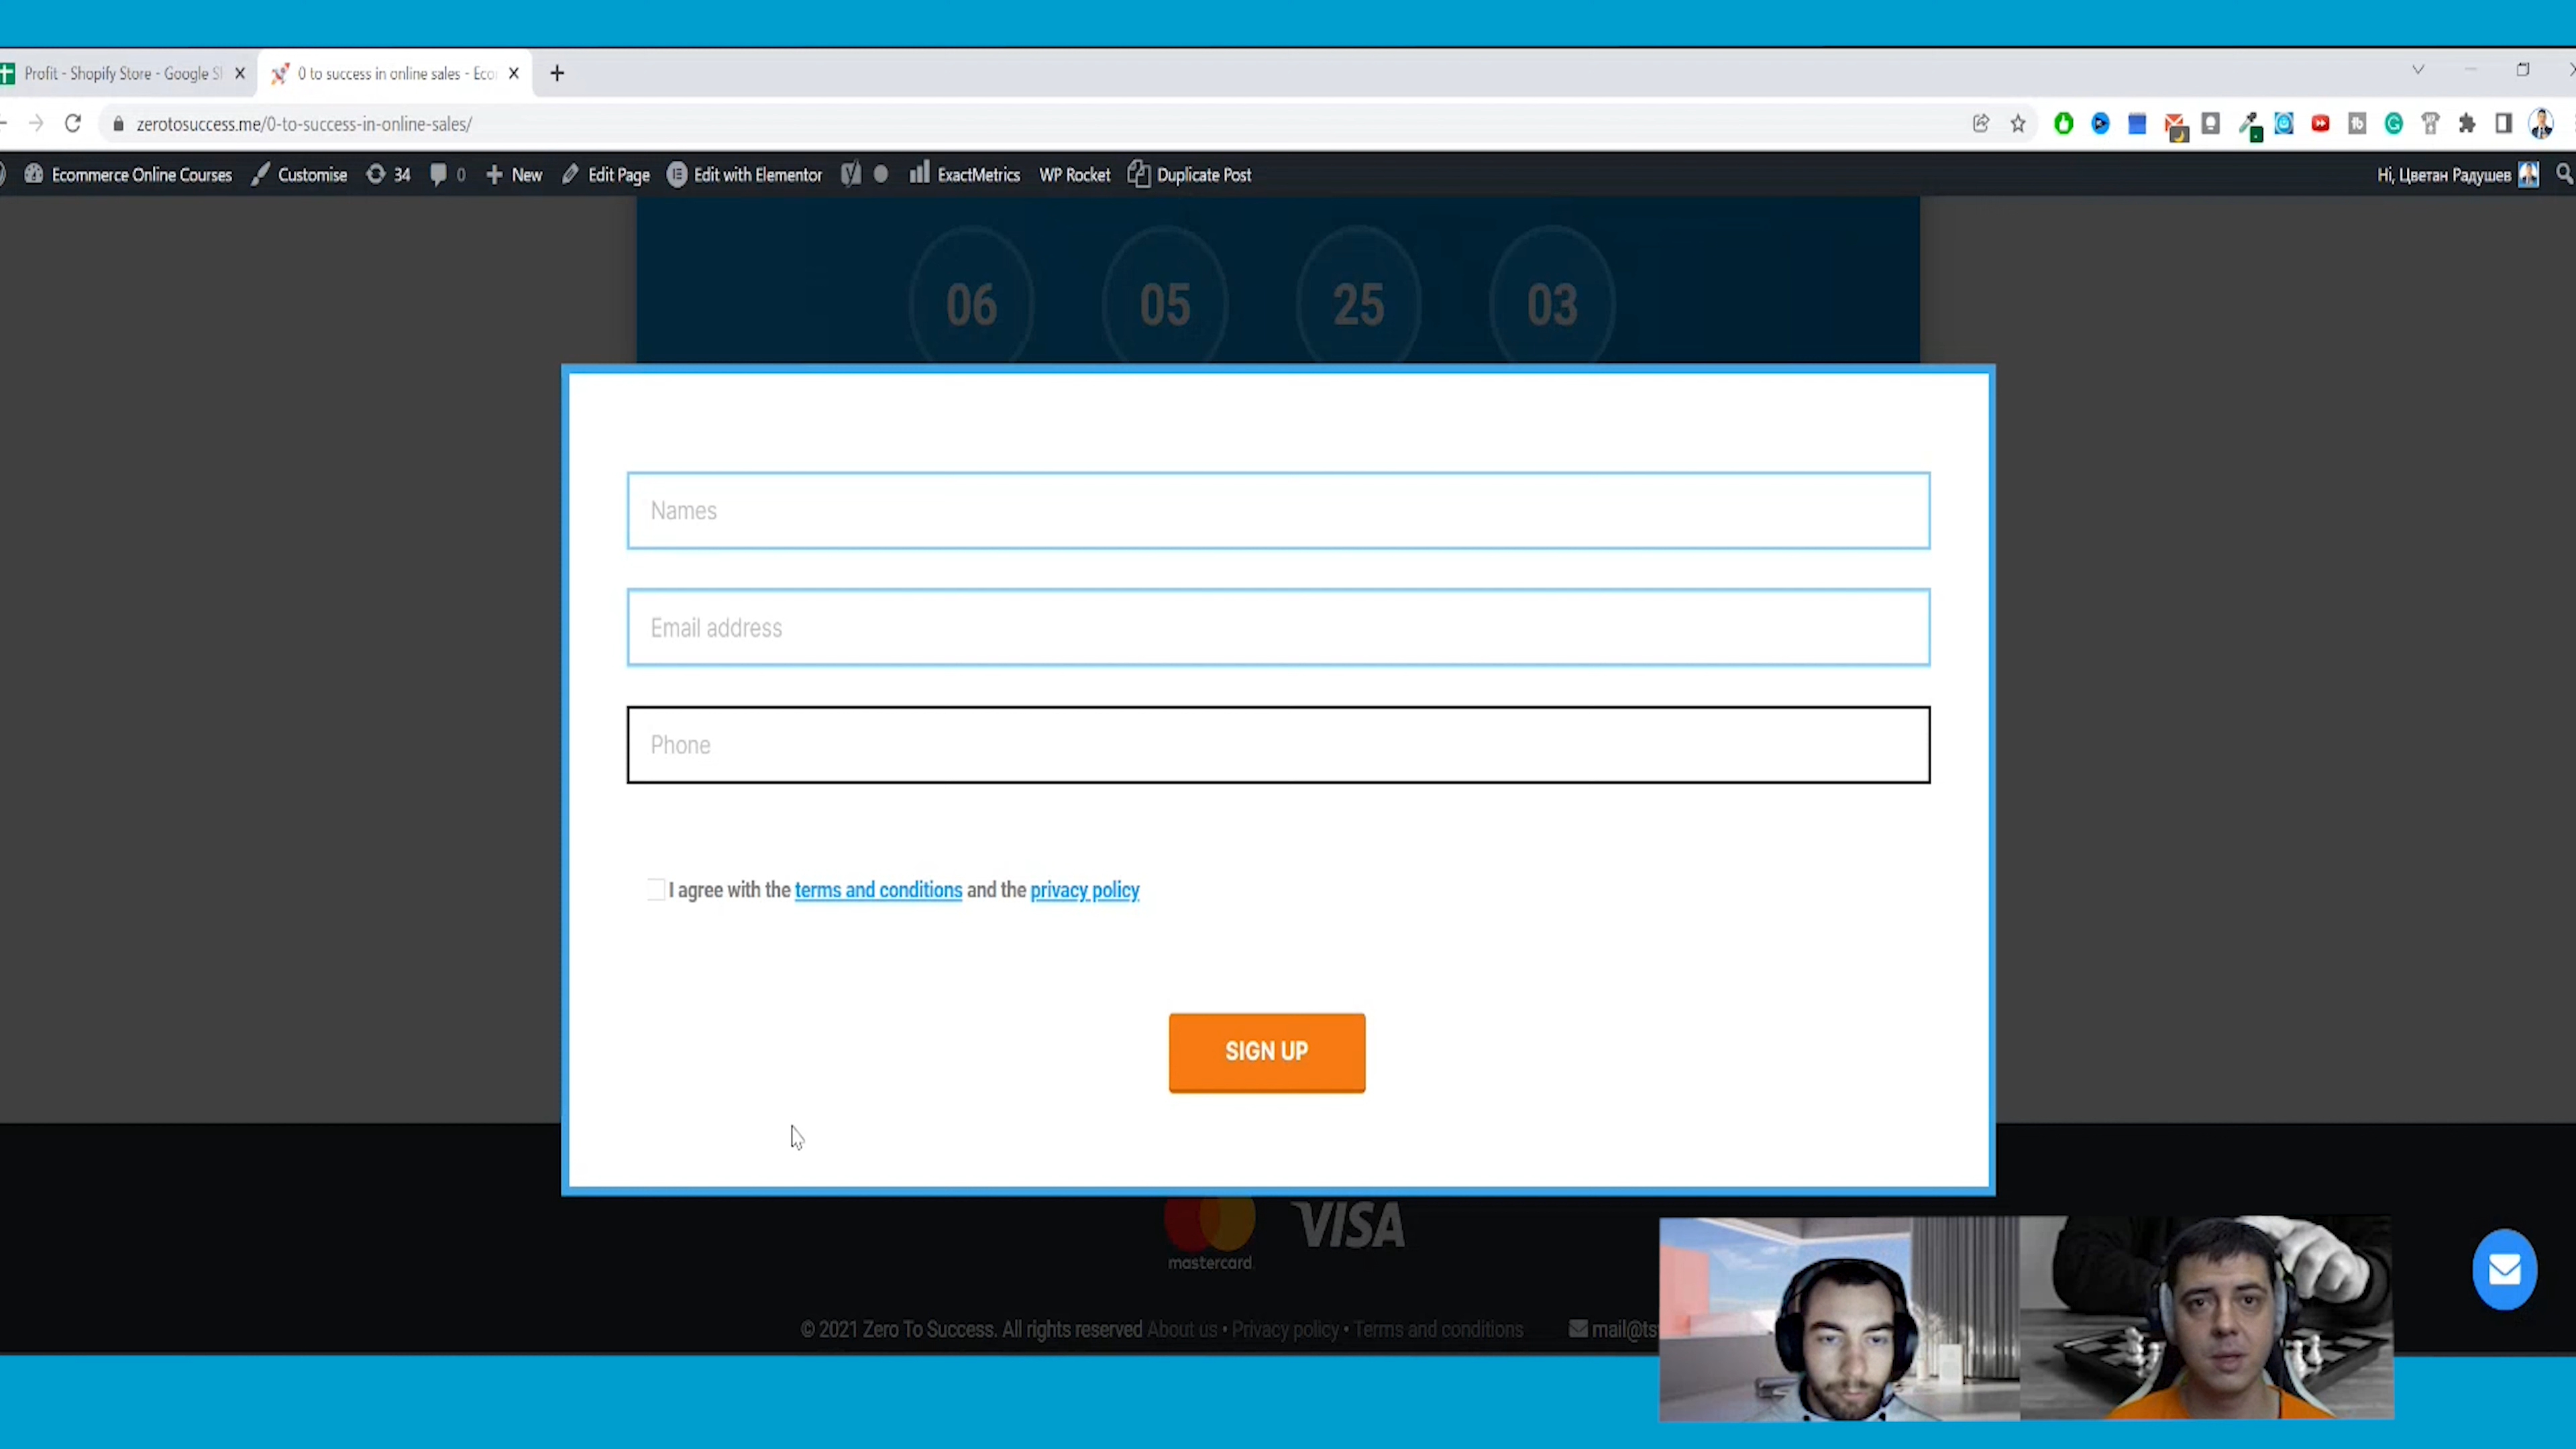 Profit - Shopify Store - Google S
0 to success in online sales - Eco
zerotosuccess.me/0-to-success-in-online-sales/
Ecommerce Online Courses Customise 34 0 New Edit Page Edit with Elementor ExactMetrics WP Rocket Duplicate Post Hi, Цветан Радушев
06 05 25 03
Names
Email address
Phone
I agree with the terms and conditions and the privacy policy
SIGN UP
mastercard.
VISA
© 2021 Zero To Success. All rights reserved About us • Privacy policy • Terms and conditions mail@ts